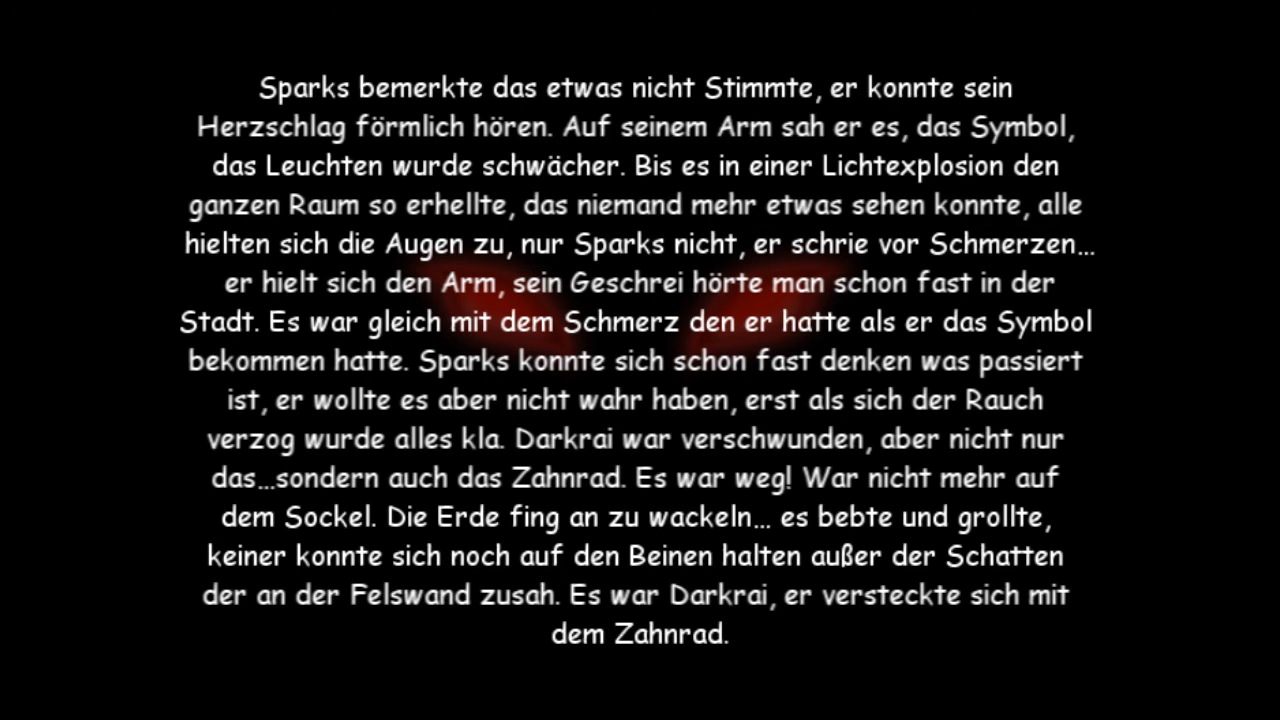 Sparks bemerkte das etwas nicht Stimmte, er konnte sein
Herzschlag förmlich hören. Auf seinem Arm sah er es, das Symbol,
das Leuchten wurde schwächer. Bis es in einer Lichtexplosion den
ganzen Raum so erhellte, das niemand mehr etwas sehen konnte, alle
hielten sich die Augen zu, nur Sparks nicht, er schrie vor Schmerzen...
er hielt sich den Arm, sein Geschrei hörte man schon fast in der
Stadt. Es war gleich mit dem Schmerz den er hatte als er das Symbol
bekommen hatte. Sparks konnte sich schon fast denken was passiert
ist, er wollte es aber nicht wahr haben, erst als sich der Rauch
verzog wurde alles kla. Darkrai war verschwunden, aber nicht nur
das...sondern auch das Zahnrad. Es war weg! War nicht mehr auf
dem Sockel. Die Erde fing an zu wackeln... es bebte und grollte,
keiner konnte sich noch auf den Beinen halten außer der Schatten
der an der Felswand zusah. Es war Darkrai, er versteckte sich mit
dem Zahnrad.